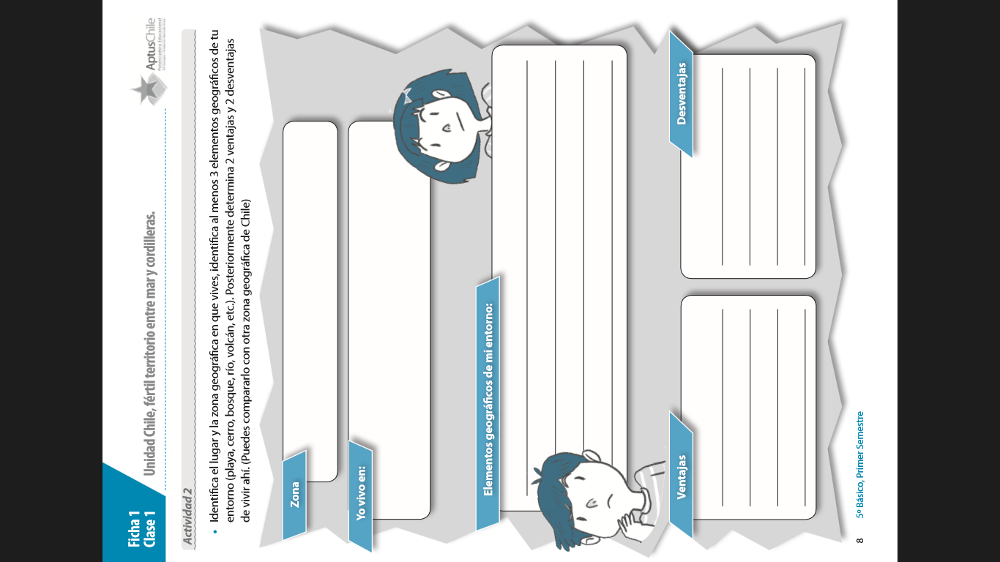 Ficha 1
Clase 1
Unidad Chile, fértil territorio entre mar y cordilleras.
AptusChile
Actividad 2
• Identifica el lugar y la zona geográfica en que vives, identifica al menos 3 elementos geográficos de tu
entorno (playa, cerro, bosque, río, volcán, etc.). Posteriormente determina 2 ventajas y 2 desventajas
de vivir ahí. (Puedes compararlo con otra zona geográfica de Chile)
Zona
Yo vivo en:
Elementos geográficos de mi entorno:
Ventajas
Desventajas
8
5º Básico, Primer Semestre